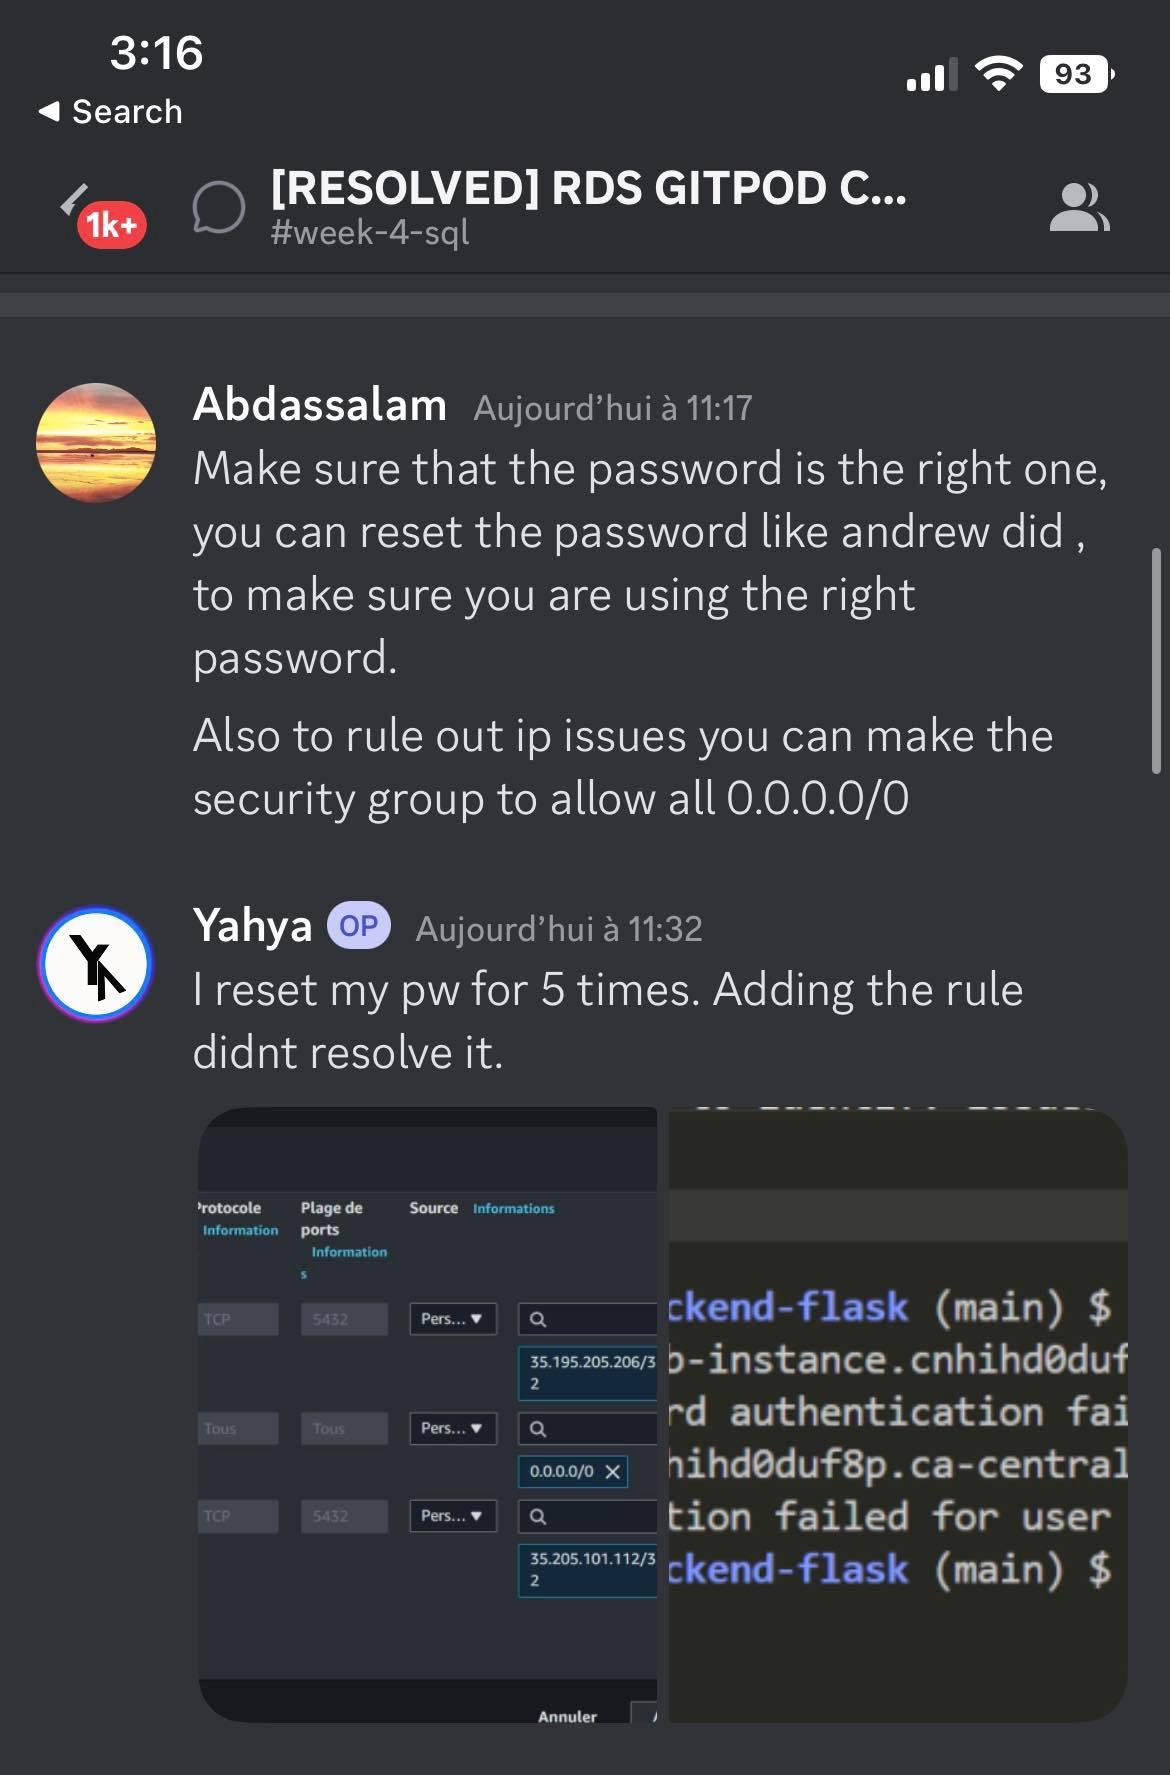 3:16
93
Search
1k+
[RESOLVED] RDS GITPOD C...
#week-4-sql
Abdassalam Aujourd'hui à 11:17
Make sure that the password is the right one,
you can reset the password like andrew did ,
to make sure you are using the right
password.
Also to rule out ip issues you can make the
security group to allow all 0.0.0.0/0
Yahya OP Aujourd'hui à 11:32
I reset my pw for 5 times. Adding the rule
didnt resolve it.
Protocole Plage de Source Informations
Information ports
Information
s
TCP 5432 Pers...
35.195.205.206/3
2
Tous Tous Pers...
0.0.0.0/0
TCP 5432 Pers...
35.205.101.112/3
2
Annuler
ckend-flask (main) $
b-instance.cnhihd0duf
rd authentication fai
hihd0duf8p.ca-central
tion failed for user
ckend-flask (main) $